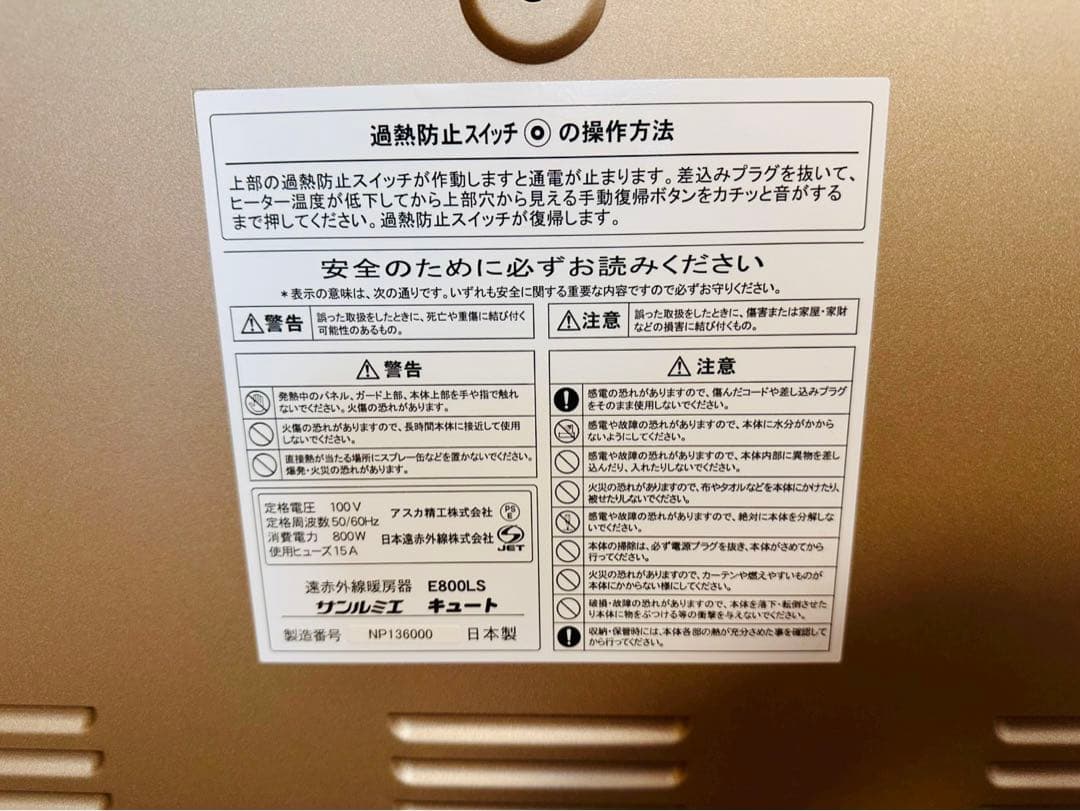 過熱防止スイッチ の操作方法
上部の過熱防止スイッチが作動しますと通電が止まります。差込みプラグを抜いて、
ヒーター温度が低下してから上部穴から見える手動復帰ボタンをカチッと音がする
まで押してください。過熱防止スイッチが復帰します。
安全のために必ずお読みください
*表示の意味は、次の通りです。いずれも安全に関する重要な内容ですので必ずお守りください。
警告
誤った取扱をしたときに、死亡や重傷に結び付く
可能性のあるもの。
注意
誤った取扱をしたときに、傷害または家屋・家財
などの損害に結び付くもの。
警告
発熱中のパネル、ガード上部、本体上部を手や指で触れ
ないでください。火傷の恐れがあります。
火傷の恐れがありますので、長時間本体に接近して使用
しないでください。
直接熱が当たる場所にスプレー缶などを置かないでください。
爆発・火災の恐れがあります。
定格電圧 100V
定格周波数 50/60Hz
消費電力 800W
使用ヒューズ 15A
アスカ精工株式会社
PS
E
日本遠赤外線株式会社
JET
遠赤外線暖房器 E800LS
サンルミエ キュート
製造番号 NP136000 日本製
注意
感電の恐れがありますので、傷んだコードや差し込みプラグ
をそのまま使用しないでください。
感電や故障の恐れがありますので、本体に水分がかから
ないようにしてください。
感電や故障の恐れがありますので、本体内部に異物を差し
込んだり、入れたりしないでください。
火災の恐れがありますので、布やタオルなどを本体にかけたり、
被せたりしないでください。
感電や故障の恐れがありますので、絶対に本体を分解しな
いでください。
本体の掃除は、必ず電源プラグを抜き、本体がさめてから
行ってください。
火災の恐れがありますので、カーテンや燃えやすいものが
本体にかからない様にしてください。
破損・故障の恐れがありますので、本体を落下・転倒させた
り本体に物をぶつける等の衝撃を与えないでください。
収納・保管時には、本体各部の熱が充分さめた事を確認して
から行ってください。